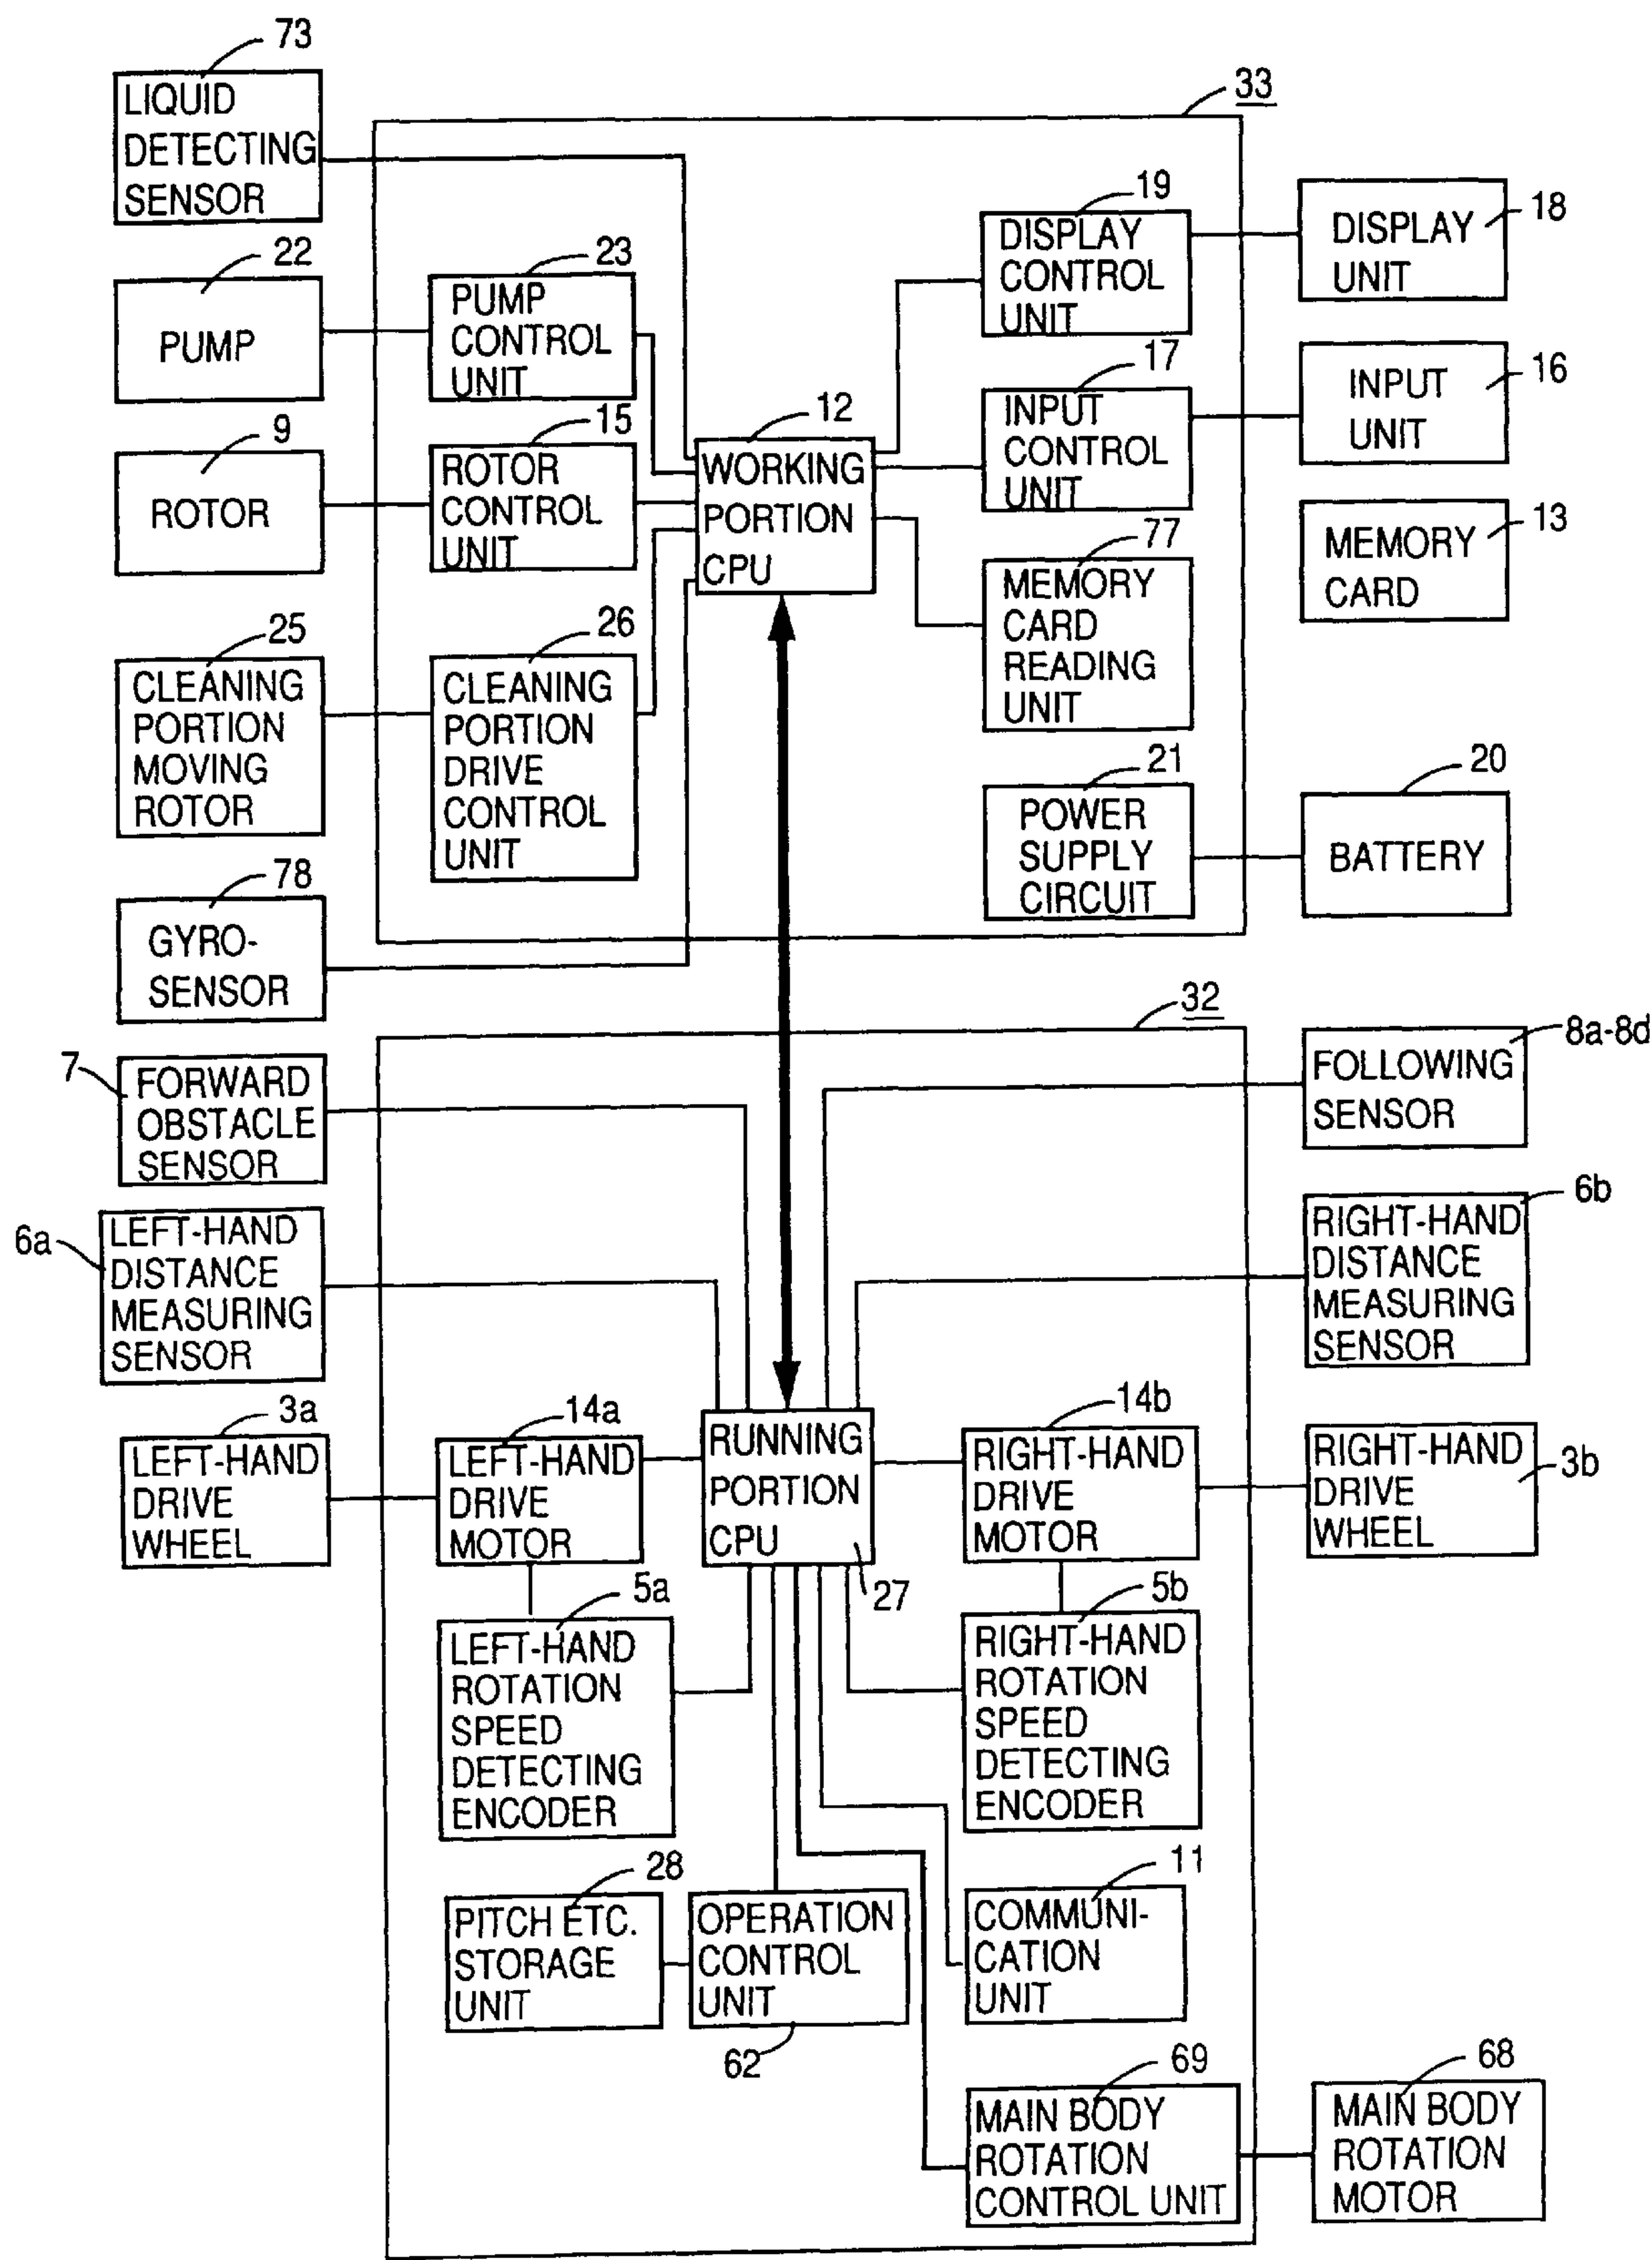 73
LIQUID
DETECTING
SENSOR
33
22
PUMP
23
PUMP
CONTROL
UNIT
19
DISPLAY
CONTROL
UNIT
DISPLAY
UNIT
18
9
ROTOR
15
ROTOR
CONTROL
UNIT
12
WORKING
PORTION
CPU
17
INPUT
CONTROL
UNIT
INPUT
UNIT
16
77
MEMORY
CARD
READING
UNIT
MEMORY
CARD
13
25
CLEANING
PORTION
MOVING
ROTOR
26
CLEANING
PORTION
DRIVE
CONTROL
UNIT
21
POWER
SUPPLY
CIRCUIT
20
BATTERY
78
GYRO-
SENSOR
32
7
FORWARD
OBSTACLE
SENSOR
8a-8d
FOLLOWING
SENSOR
6a
LEFT-HAND
DISTANCE
MEASURING
SENSOR
6b
RIGHT-HAND
DISTANCE
MEASURING
SENSOR
3a
LEFT-HAND
DRIVE
WHEEL
14a
LEFT-HAND
DRIVE
MOTOR
RUNNING
PORTION
CPU
27
14b
RIGHT-HAND
DRIVE
MOTOR
RIGHT-HAND
DRIVE
WHEEL
3b
5a
LEFT-HAND
ROTATION
SPEED
DETECTING
ENCODER
5b
RIGHT-HAND
ROTATION
SPEED
DETECTING
ENCODER
28
PITCH ETC.
STORAGE
UNIT
OPERATION
CONTROL
UNIT
62
11
COMMUNI-
CATION
UNIT
69
MAIN BODY
ROTATION
CONTROL UNIT
68
MAIN BODY
ROTATION
MOTOR